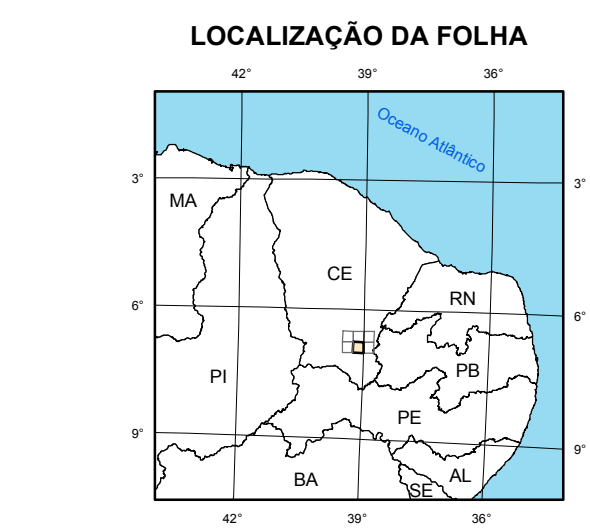 LOCALIZAÇÃO DA FOLHA
42° 39° 36°
Oceano Atlântico
3° 3°
MA
CE
RN
6° 6°
PI
PB
PE
9° 9°
BA
AL
SE
42° 39° 36°